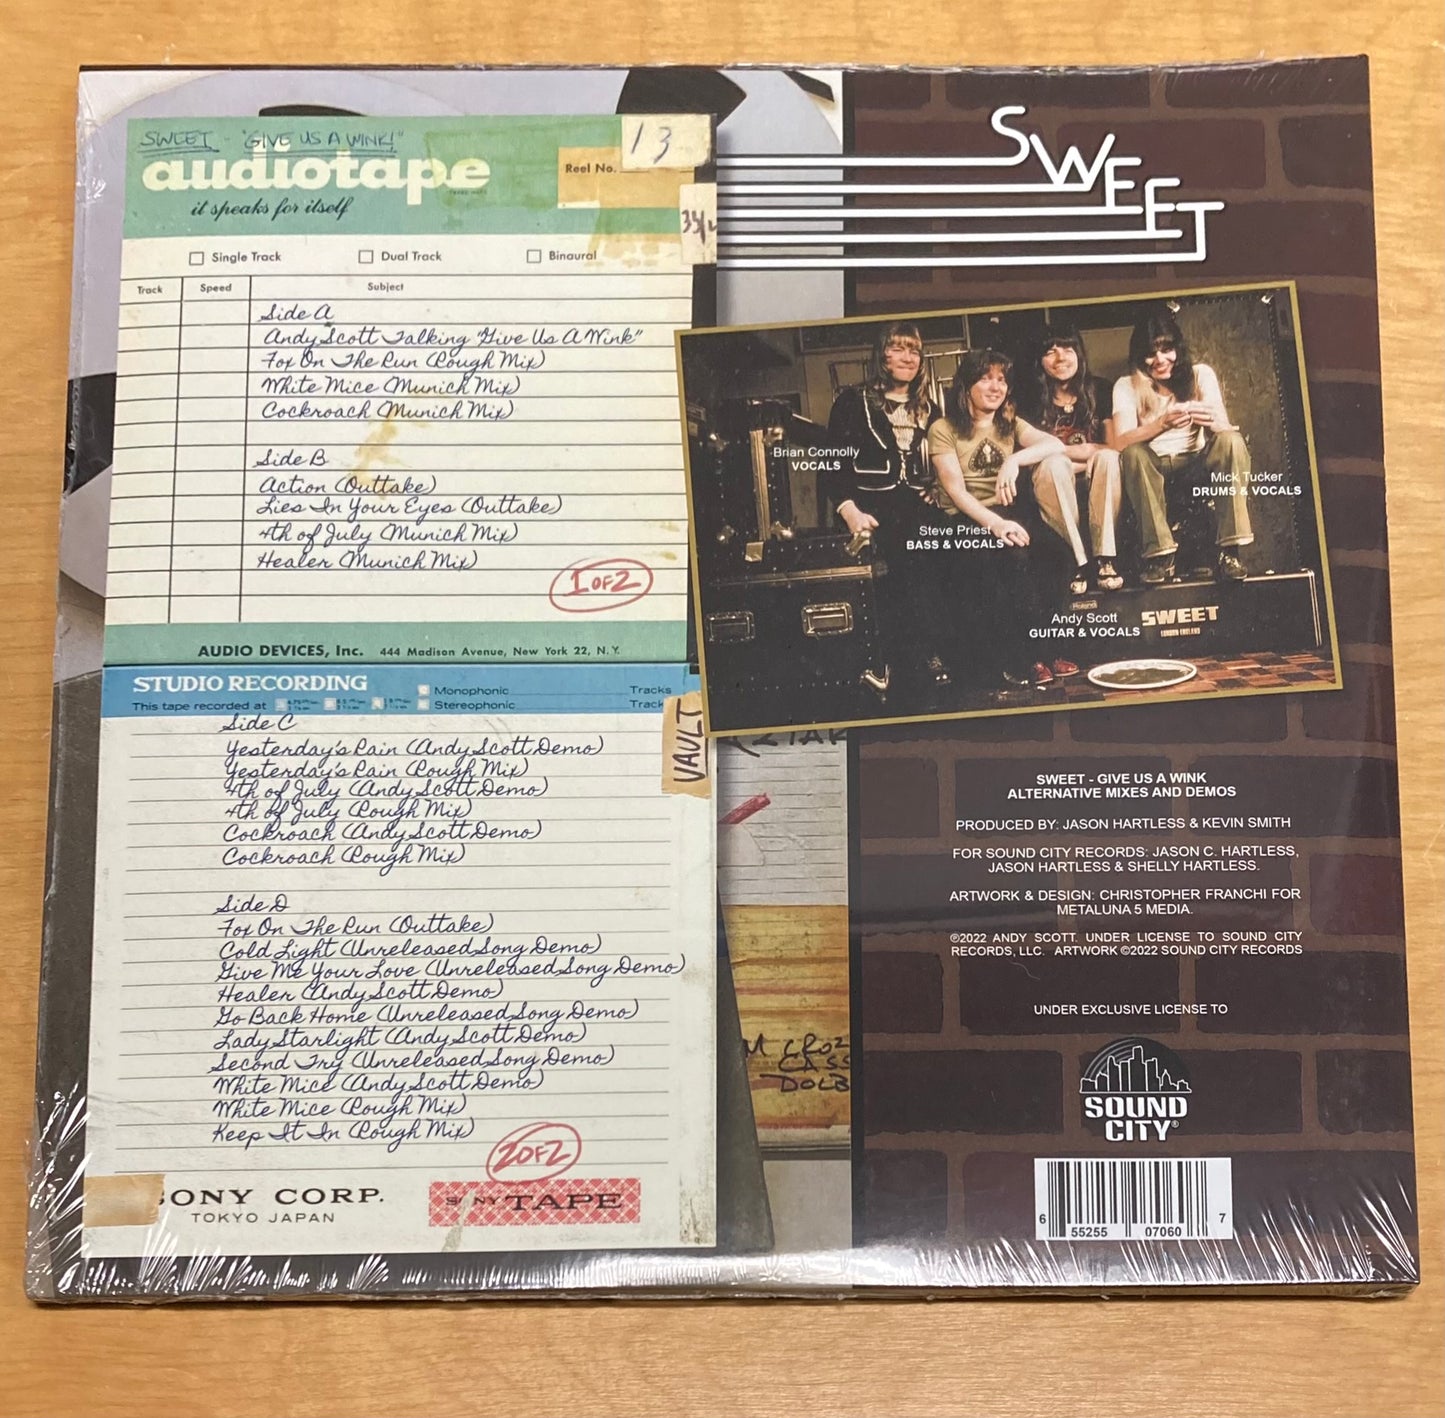 SWEET - "GIVE US A WINK!"
audiotape
it speaks for itself
Reel No.
13
Single Track
Dual Track
Binaural
Track
Speed
Subject
Side A
Andy Scott Talking "Give Us A Wink"
Fox On The Run (Rough Mix)
White Mice (Munich Mix)
Cockroach (Munich Mix)
Side B
Action (Outtake)
Lies In Your Eyes (Outtake)
4th of July (Munich Mix)
Healer (Munich Mix)
1 OF 2
AUDIO DEVICES, Inc. 444 Madison Avenue, New York 22, N.Y.
STUDIO RECORDING
This tape recorded at
Monophonic
Stereophonic
Tracks
Track
VAULT
Side C
Yesterday's Rain (Andy Scott Demo)
Yesterday's Rain (Rough Mix)
4th of July (Andy Scott Demo)
4th of July (Rough Mix)
Cockroach (Andy Scott Demo)
Cockroach (Rough Mix)
Side D
Fox On The Run (Outtake)
Cold Light (Unreleased Song Demo)
Give Me Your Love (Unreleased Song Demo)
Healer (Andy Scott Demo)
Go Back Home (Unreleased Song Demo)
Lady Starlight (Andy Scott Demo)
Second Try (Unreleased Song Demo)
White Mice (Andy Scott Demo)
White Mice (Rough Mix)
Keep It In (Rough Mix)
2 OF 2
SONY CORP.
TOKYO JAPAN
SONY TAPE
SWEET
Brian Connolly
VOCALS
Steve Priest
BASS & VOCALS
Andy Scott
GUITAR & VOCALS
Mick Tucker
DRUMS & VOCALS
SWEET
LONDON ENGLAND
SWEET - GIVE US A WINK
ALTERNATIVE MIXES AND DEMOS
PRODUCED BY: JASON HARTLESS & KEVIN SMITH
FOR SOUND CITY RECORDS: JASON C. HARTLESS,
JASON HARTLESS & SHELLY HARTLESS.
ARTWORK & DESIGN: CHRISTOPHER FRANCHI FOR
METALUNA 5 MEDIA.
℗2022 ANDY SCOTT. UNDER LICENSE TO SOUND CITY
RECORDS, LLC. ARTWORK ©2022 SOUND CITY RECORDS
UNDER EXCLUSIVE LICENSE TO
SOUND
CITY®
6 55255 07060 7